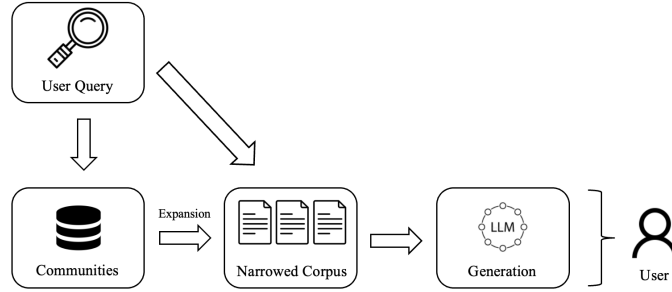 User Query
Expansion
Communities
Narrowed Corpus
LLM
Generation
User